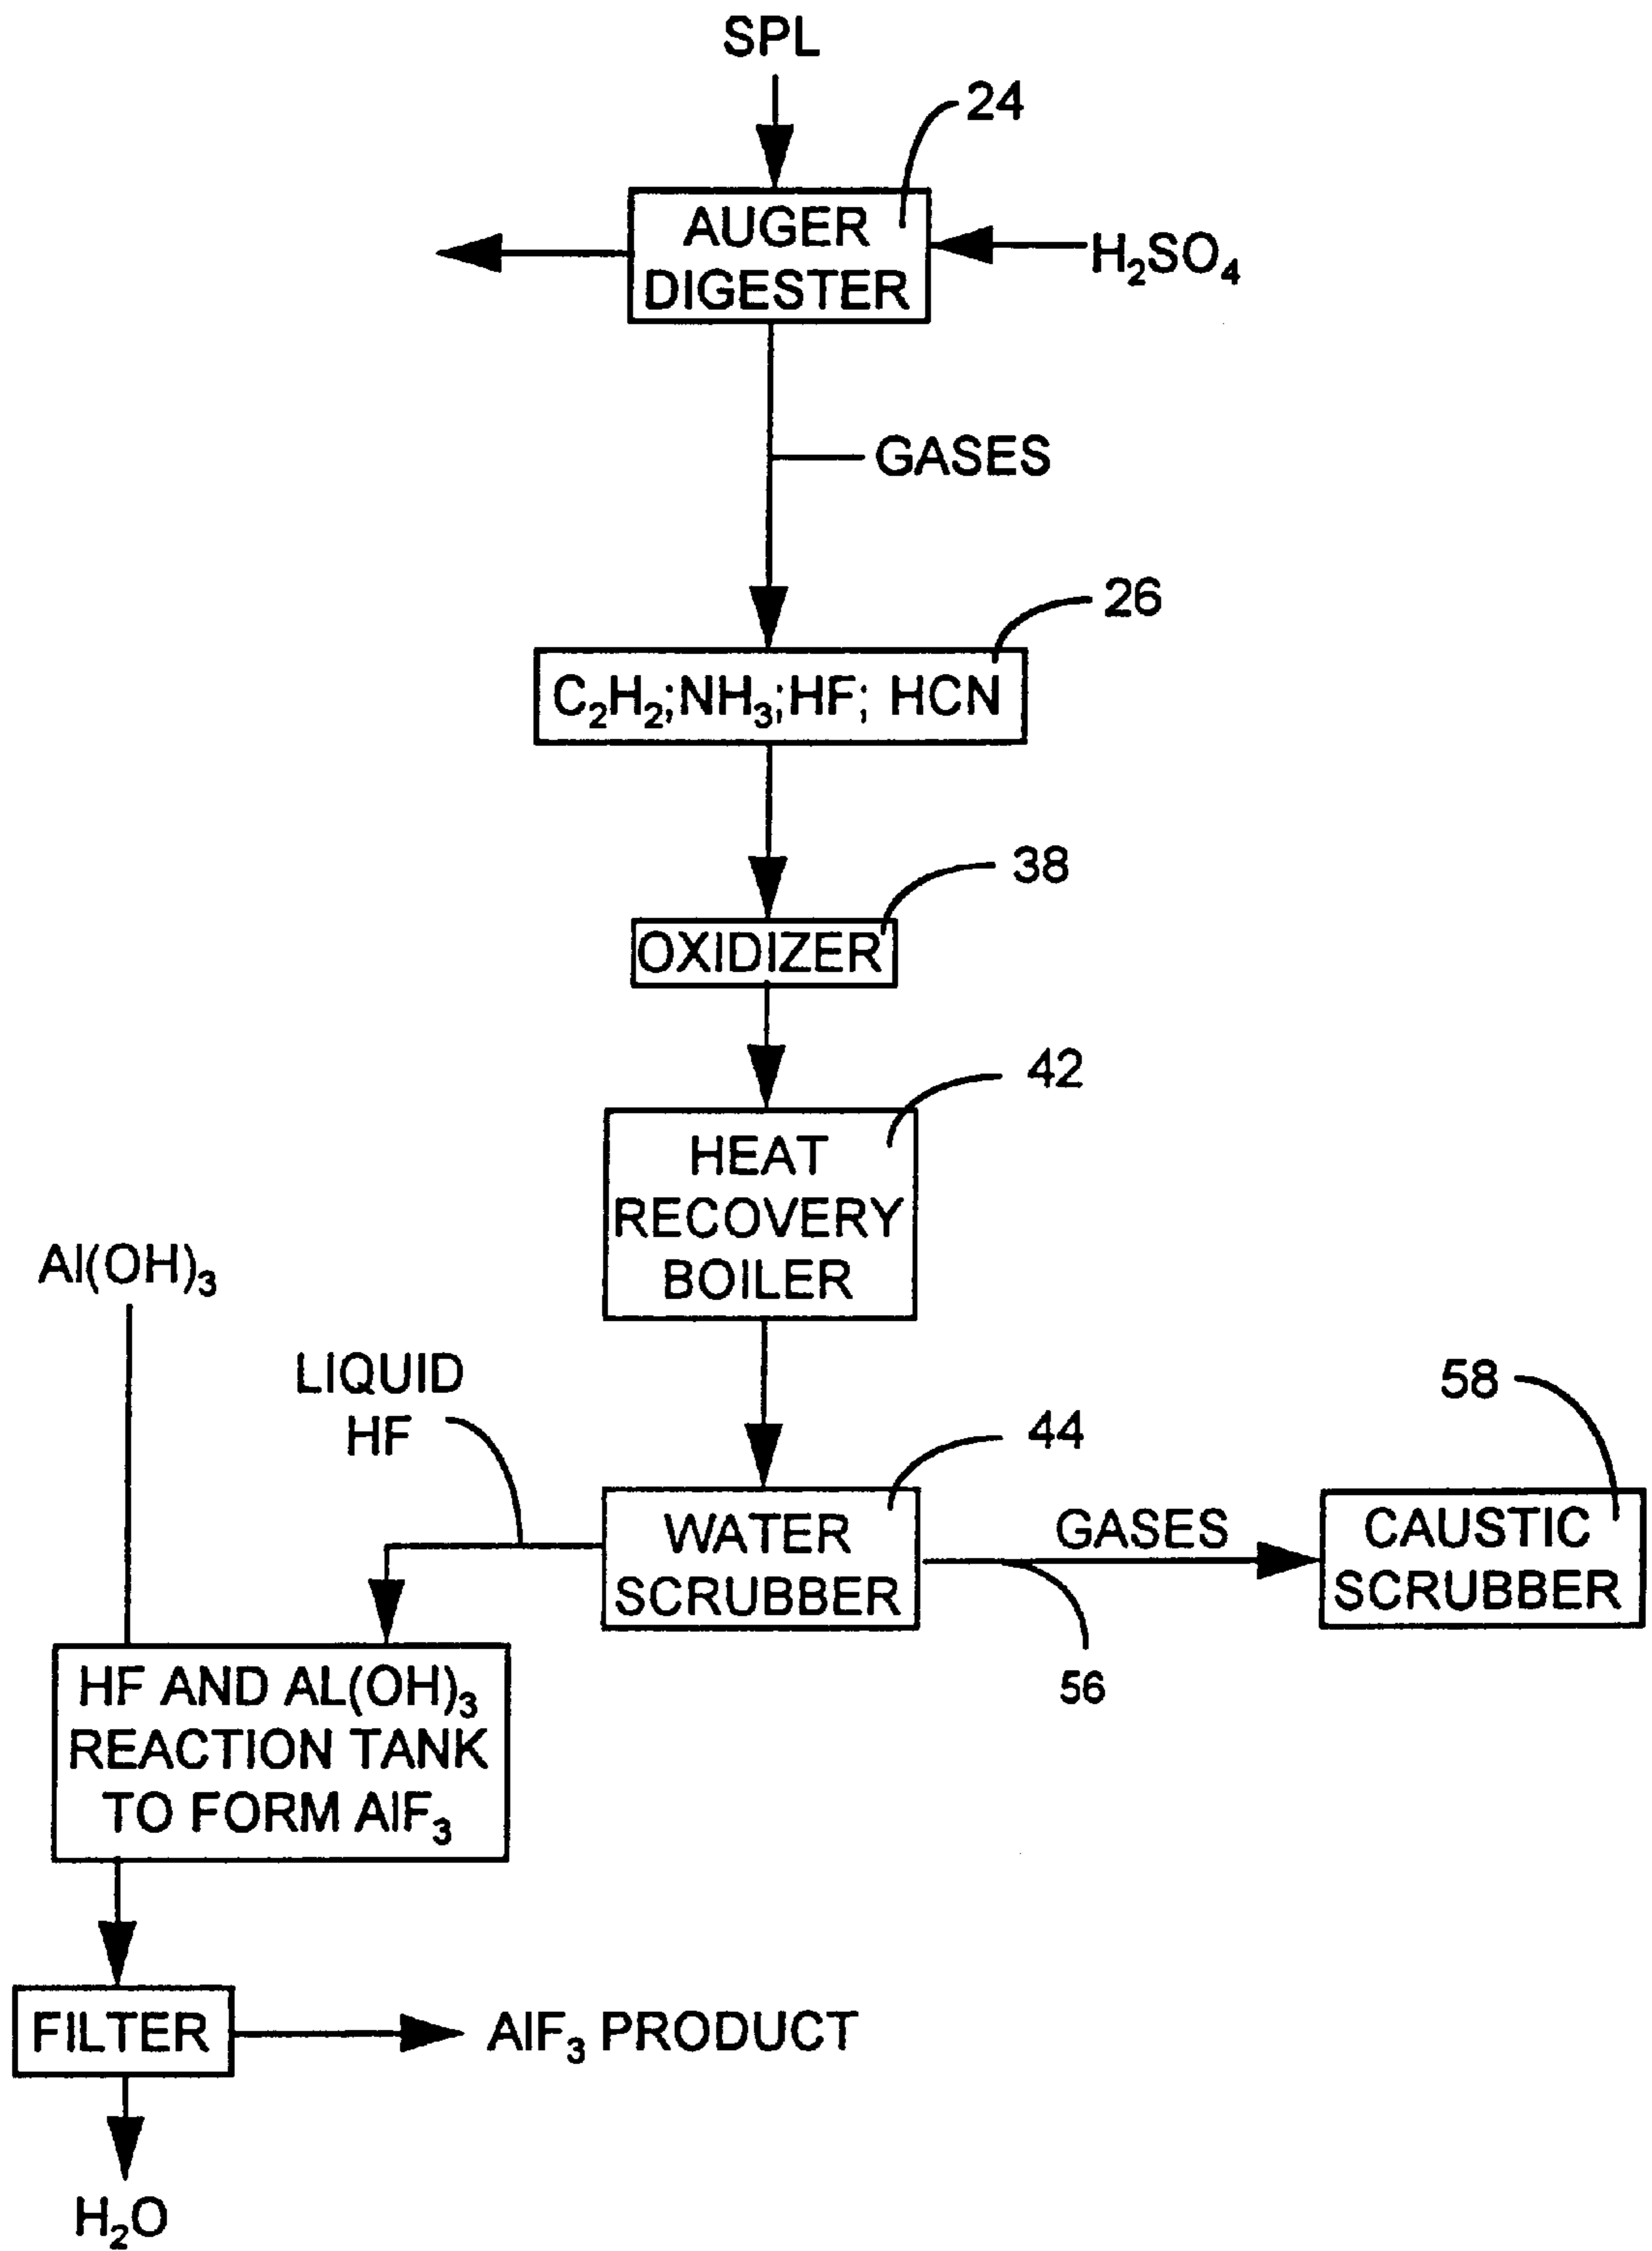 SPL
24
AUGER
DIGESTER
H₂SO₄
GASES
26
C₂H₂;NH₃;HF; HCN
38
OXIDIZER
42
HEAT
RECOVERY
BOILER
Al(OH)₃
LIQUID
HF
44
58
WATER
SCRUBBER
GASES
CAUSTIC
SCRUBBER
56
HF AND AL(OH)₃
REACTION TANK
TO FORM AlF₃
FILTER
AlF₃ PRODUCT
H₂O